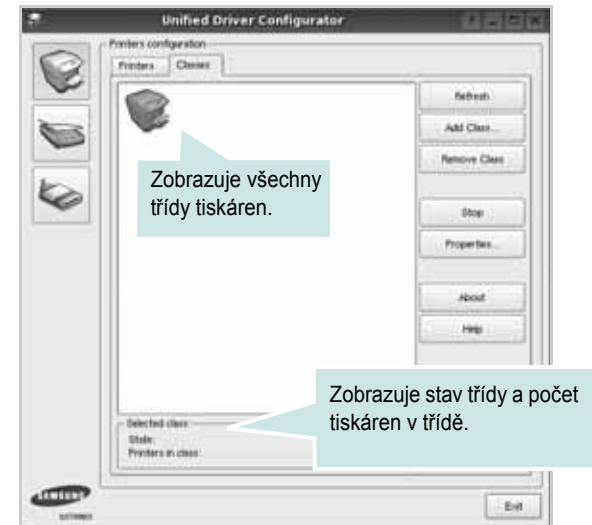 Unified Driver Configurator
Printers configuration
Printers
Classes
Refresh
Add Class...
Remove Class
Stop
Properties...
About
Help
Zobrazuje všechny
třídy tiskáren.
Zobrazuje stav třídy a počet
tiskáren v třídě.
Selected class:
State:
Printers in class:
SAMSUNG
Exit